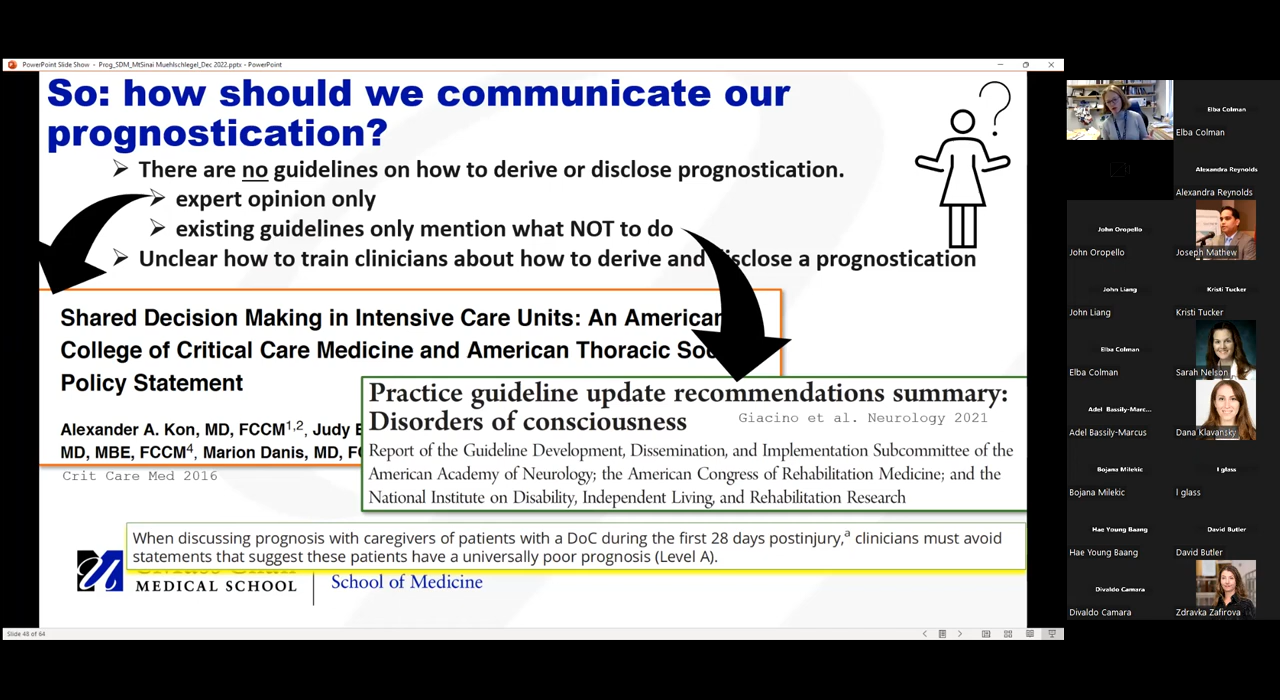 PowerPoint Slide Show - Prog_SDM_MtSinai Muehlschlegel_Dec 2022.pptx - PowerPoint
So: how should we communicate our
prognostication?
There are no guidelines on how to derive or disclose prognostication.
expert opinion only
existing guidelines only mention what NOT to do
Unclear how to train clinicians about how to derive and disclose a prognostication
Shared Decision Making in Intensive Care Units: An American
College of Critical Care Medicine and American Thoracic Soc
Policy Statement
Alexander A. Kon, MD, FCCM1,2, Judy
MD, MBE, FCCM4, Marion Danis, MD,
Crit Care Med 2016
Practice guideline update recommendations summary:
Disorders of consciousness
Giacino et al. Neurology 2021
Report of the Guideline Development, Dissemination, and Implementation Subcommittee of the
American Academy of Neurology; the American Congress of Rehabilitation Medicine; and the
National Institute on Disability, Independent Living, and Rehabilitation Research
When discussing prognosis with caregivers of patients with a DoC during the first 28 days postinjury,a clinicians must avoid
statements that suggest these patients have a universally poor prognosis (Level A).
MEDICAL SCHOOL
School of Medicine
Slide 48 of 64
Elba Colman
Elba Colman
Alexandra Reynolds
Alexandra Reynolds
John Oropello
John Oropello
Joseph Mathew
John Liang
John Liang
Kristi Tucker
Kristi Tucker
Elba Colman
Elba Colman
Sarah Nelson
Adel Bassily-Marc...
Adel Bassily-Marcus
Dana Klavansky
Bojana Milekic
Bojana Milekic
l glass
l glass
Hae Young Baang
Hae Young Baang
David Butler
David Butler
Divaldo Camara
Divaldo Camara
Zdravka Zafirova